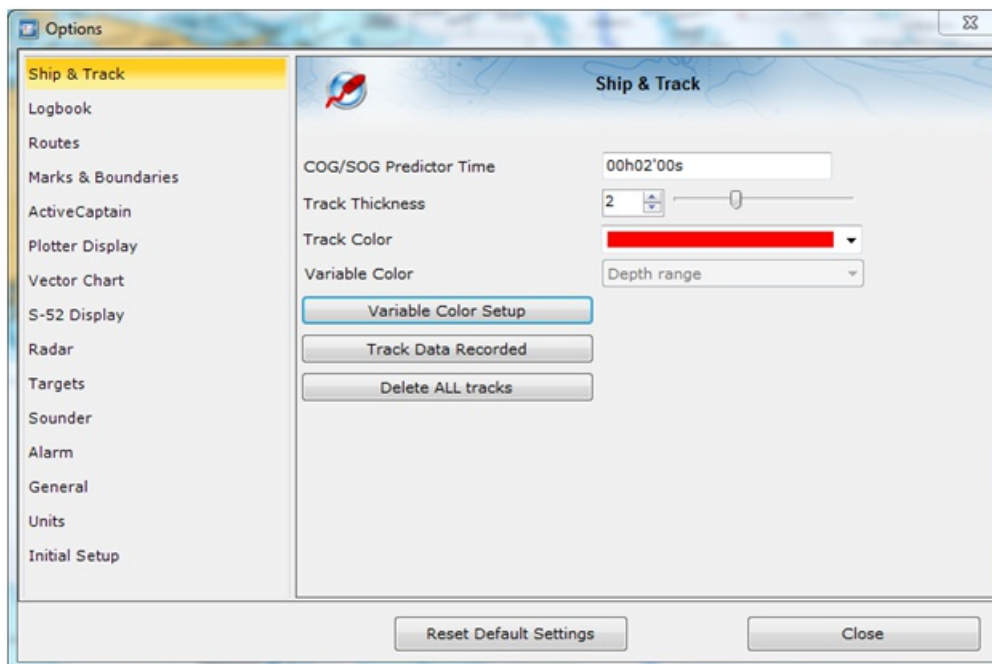 Options
Ship & Track
Logbook
Routes
Marks & Boundaries
ActiveCaptain
Plotter Display
Vector Chart
S-52 Display
Radar
Targets
Sounder
Alarm
General
Units
Initial Setup
Ship & Track
COG/SOG Predictor Time 00h02'00s
Track Thickness 2
Track Color
Variable Color Depth range
Variable Color Setup
Track Data Recorded
Delete ALL tracks
Reset Default Settings Close